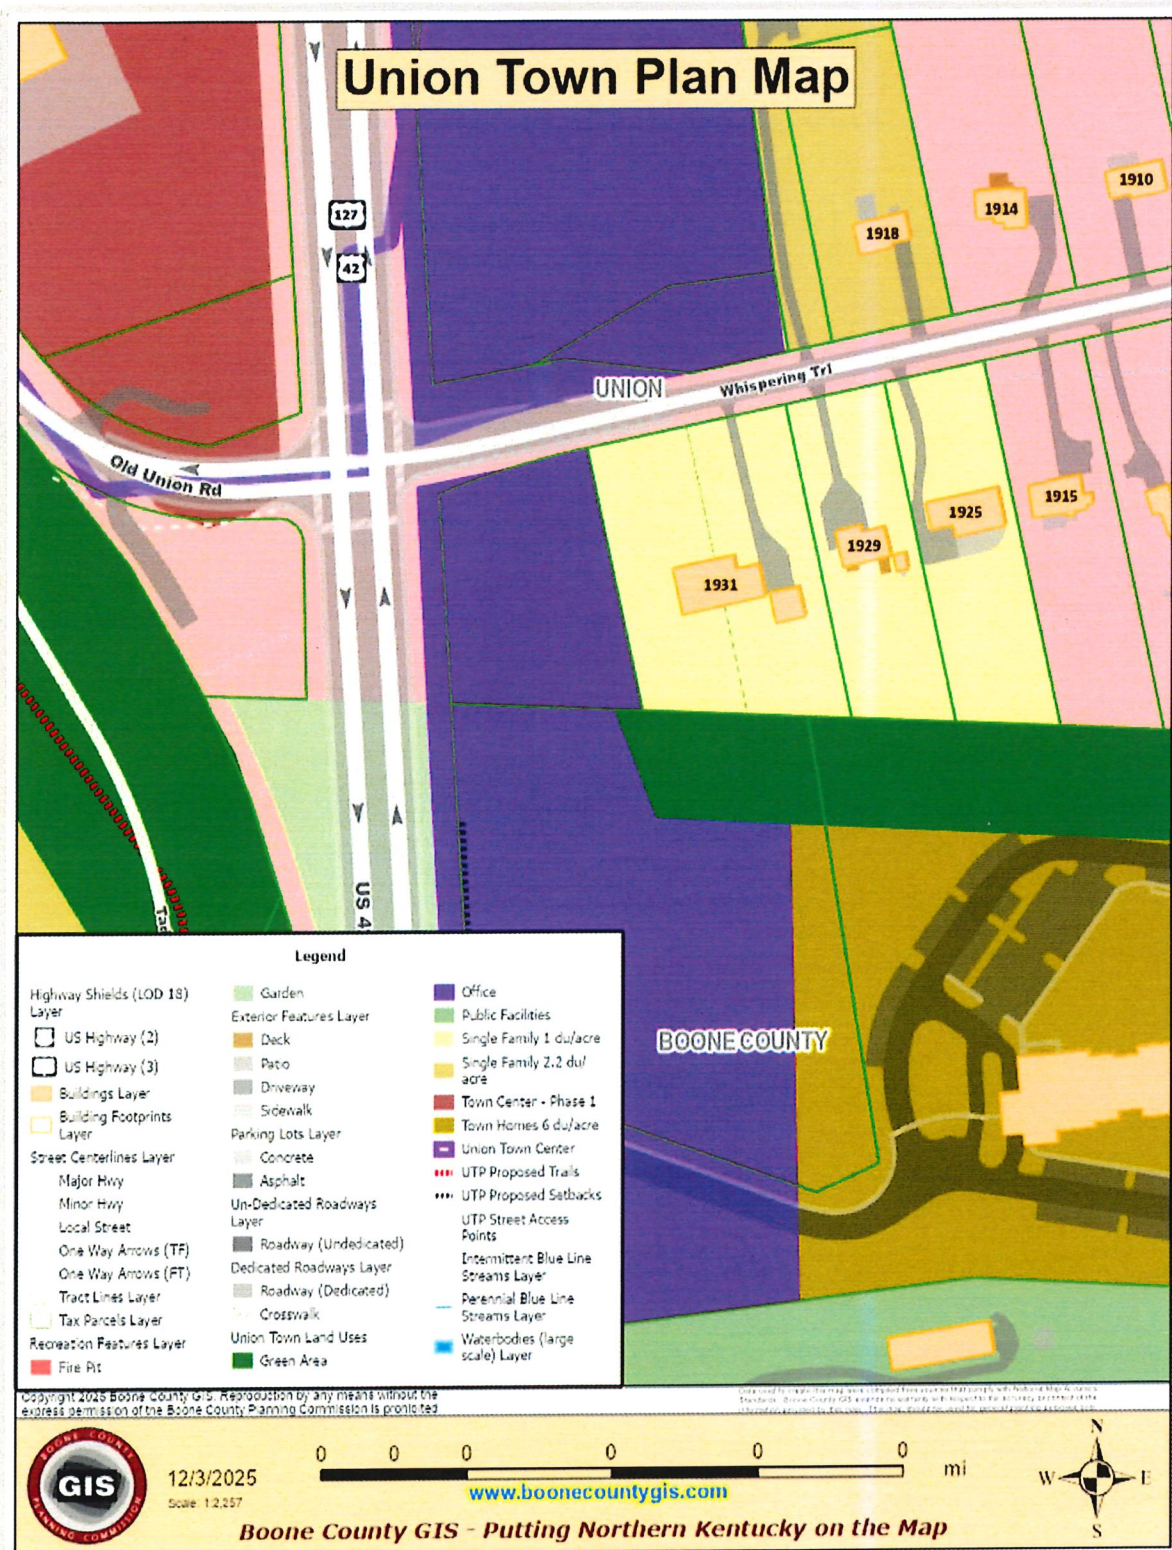 Union Town Plan Map
127
42
1910
1914
1918
UNION
Whispering Trl
Old Union Rd
1915
1925
1929
1931
US 4
BOONE COUNTY
Legend
Highway Shields (LOD 18)
Layer
US Highway (2)
US Highway (3)
Buildings Layer
Building Footprints
Layer
Street Centerlines Layer
Major Hwy
Minor Hwy
Local Street
One Way Arrows (TF)
One Way Arrows (FT)
Tract Lines Layer
Tax Parcels Layer
Recreation Features Layer
Fire Pit
Garden
Exterior Features Layer
Deck
Patio
Driveway
Sidewalk
Parking Lots Layer
Concrete
Asphalt
Un-Dedicated Roadways
Layer
Roadway (Undedicated)
Dedicated Roadways Layer
Roadway (Dedicated)
Crosswalk
Union Town Land Uses
Green Area
Office
Public Facilities
Single Family 1 du/acre
Single Family 2.2 du/
acre
Town Center - Phase 1
Town Homes 6 du/acre
Union Town Center
UTP Proposed Trails
UTP Proposed Setbacks
UTP Street Access
Points
Intermittent Blue Line
Streams Layer
Perennial Blue Line
Streams Layer
Waterbodies (large
scale) Layer
Copyright 2025 Boone County GIS. Reproduction by any means without the
express permission of the Boone County Planning Commission is prohibited
BOONE COUNTY
GIS
PLANNING COMMISSION
12/3/2025
Scale: 1:2,257
0 0 0 0 0 0 mi
www.boonecountygis.com
Boone County GIS - Putting Northern Kentucky on the Map
N
W E
S